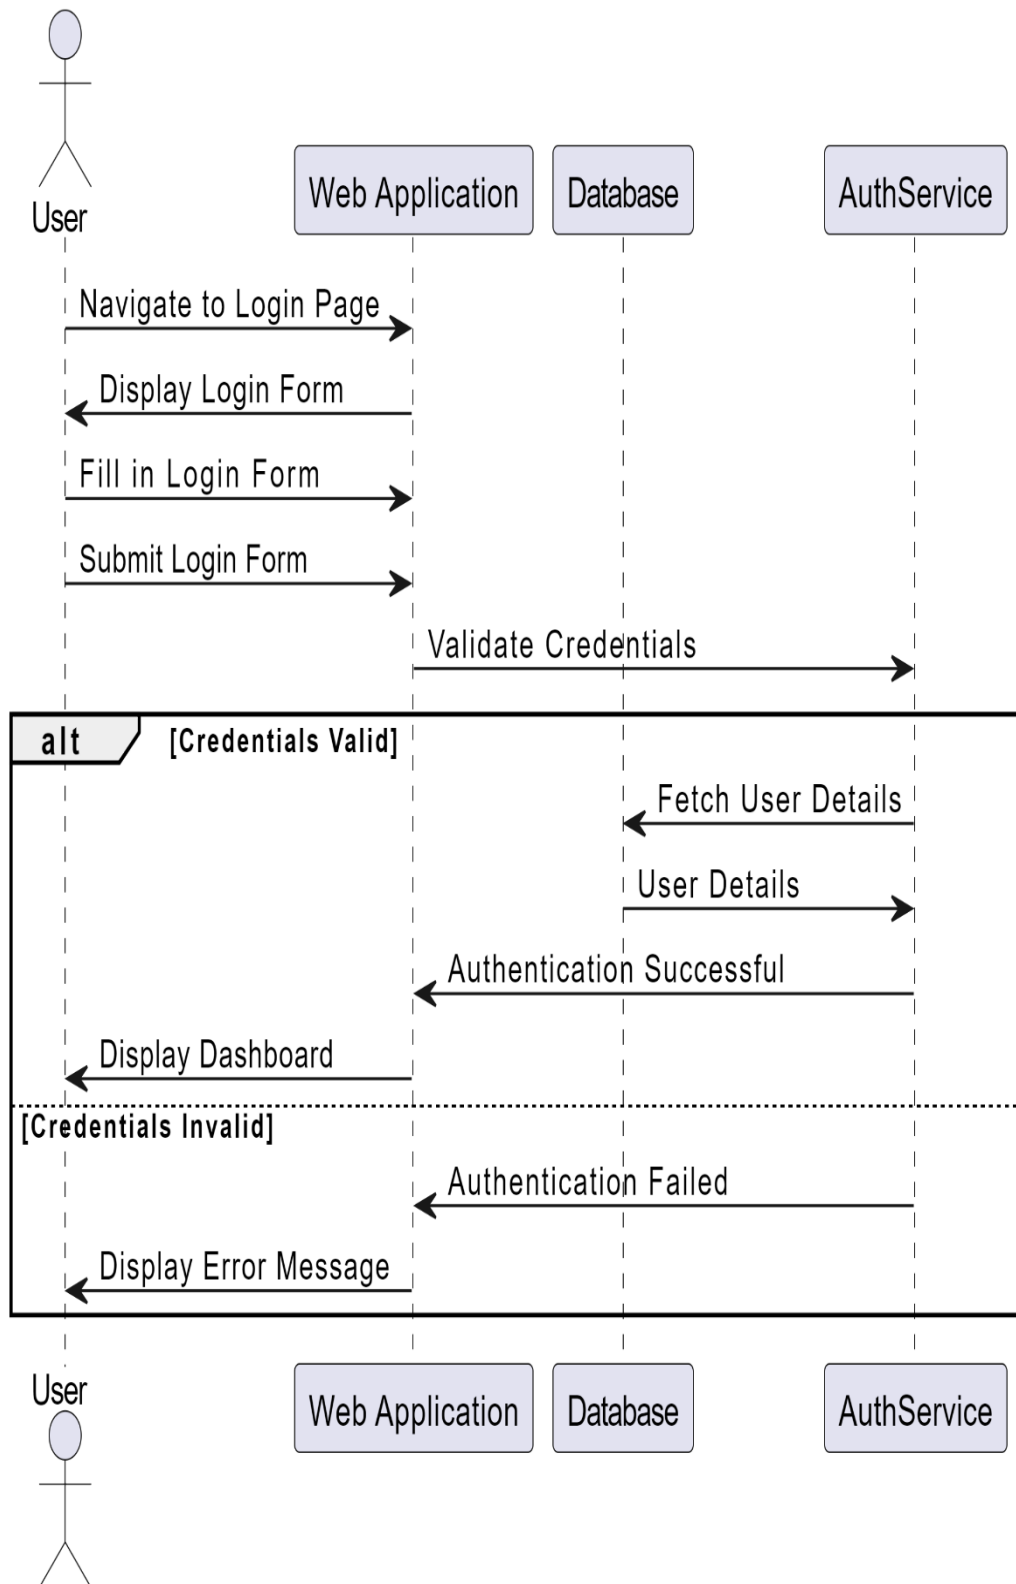 User
Web Application
Database
AuthService
Navigate to Login Page
Display Login Form
Fill in Login Form
Submit Login Form
Validate Credentials
alt
[Credentials Valid]
Fetch User Details
User Details
Authentication Successful
Display Dashboard
[Credentials Invalid]
Authentication Failed
Display Error Message
User
Web Application
Database
AuthService